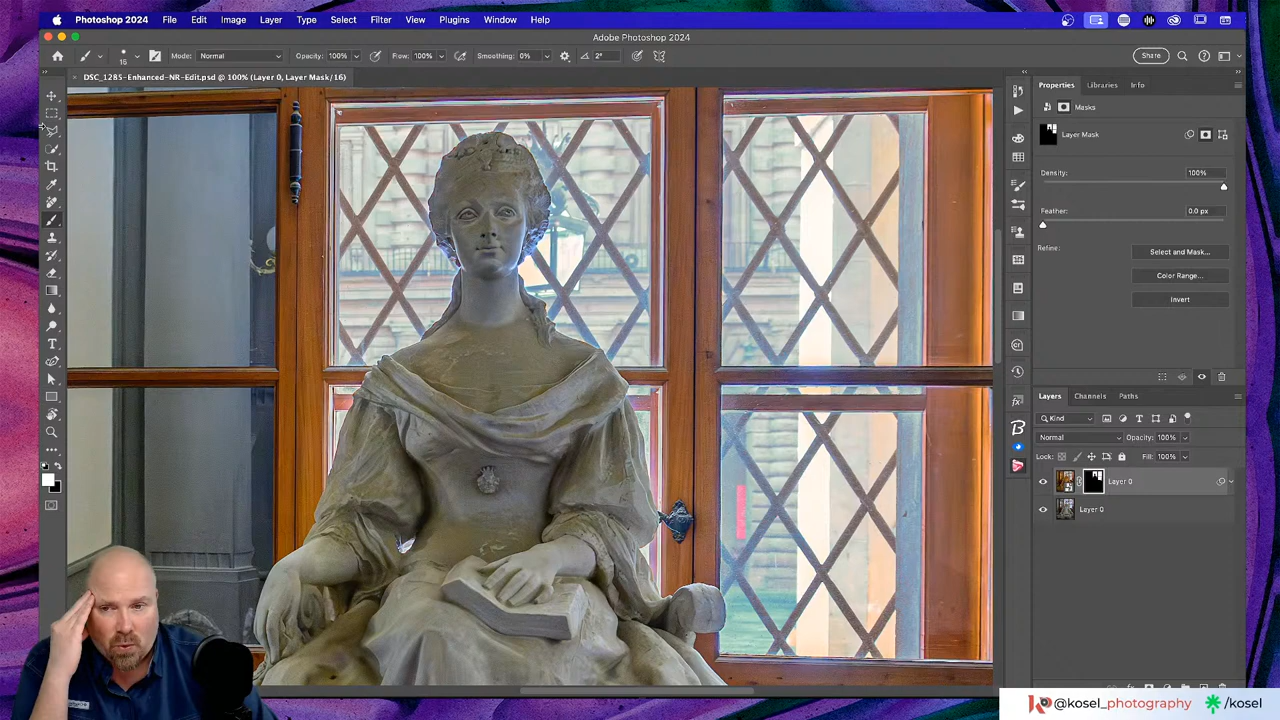 Photoshop 2024 File Edit Image Layer Type Select Filter View Plugins Window Help
Adobe Photoshop 2024
15 Mode: Normal Opacity: 100% Flow: 100% Smoothing: 0% 2° Share
DSC_1285-Enhanced-NR-Edit.psd @ 100% (Layer 0, Layer Mask/16)
Properties Libraries Info
Masks
Layer Mask
Density: 100%
Feather: 0.0 px
Refine: Select and Mask...
Color Range...
Invert
Layers Channels Paths
Kind
Normal Opacity: 100%
Lock: Fill: 100%
Layer 0
Layer 0
@kosel_photography /kosel